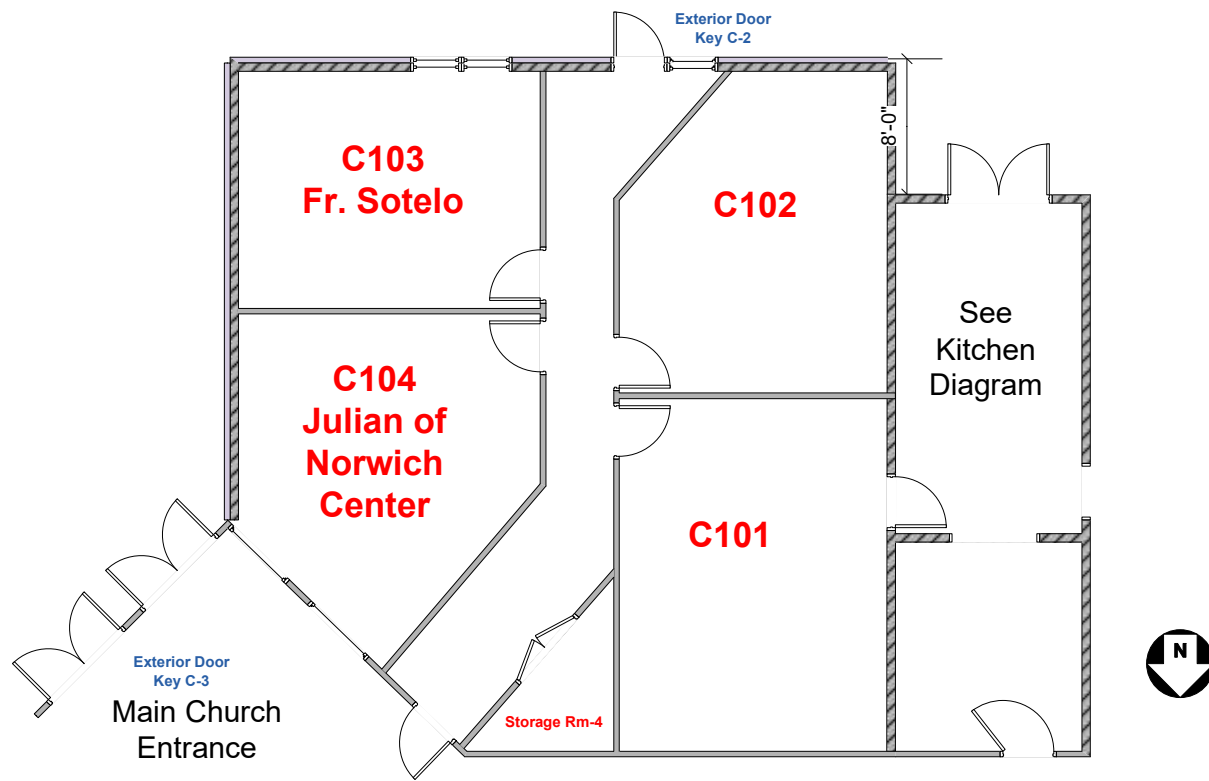 Exterior Door
Key C-2
8'-0"
C103
Fr. Sotelo
C102
See
Kitchen
Diagram
C104
Julian of
Norwich
Center
C101
N
Exterior Door
Key C-3
Main Church
Entrance
Storage Rm-4